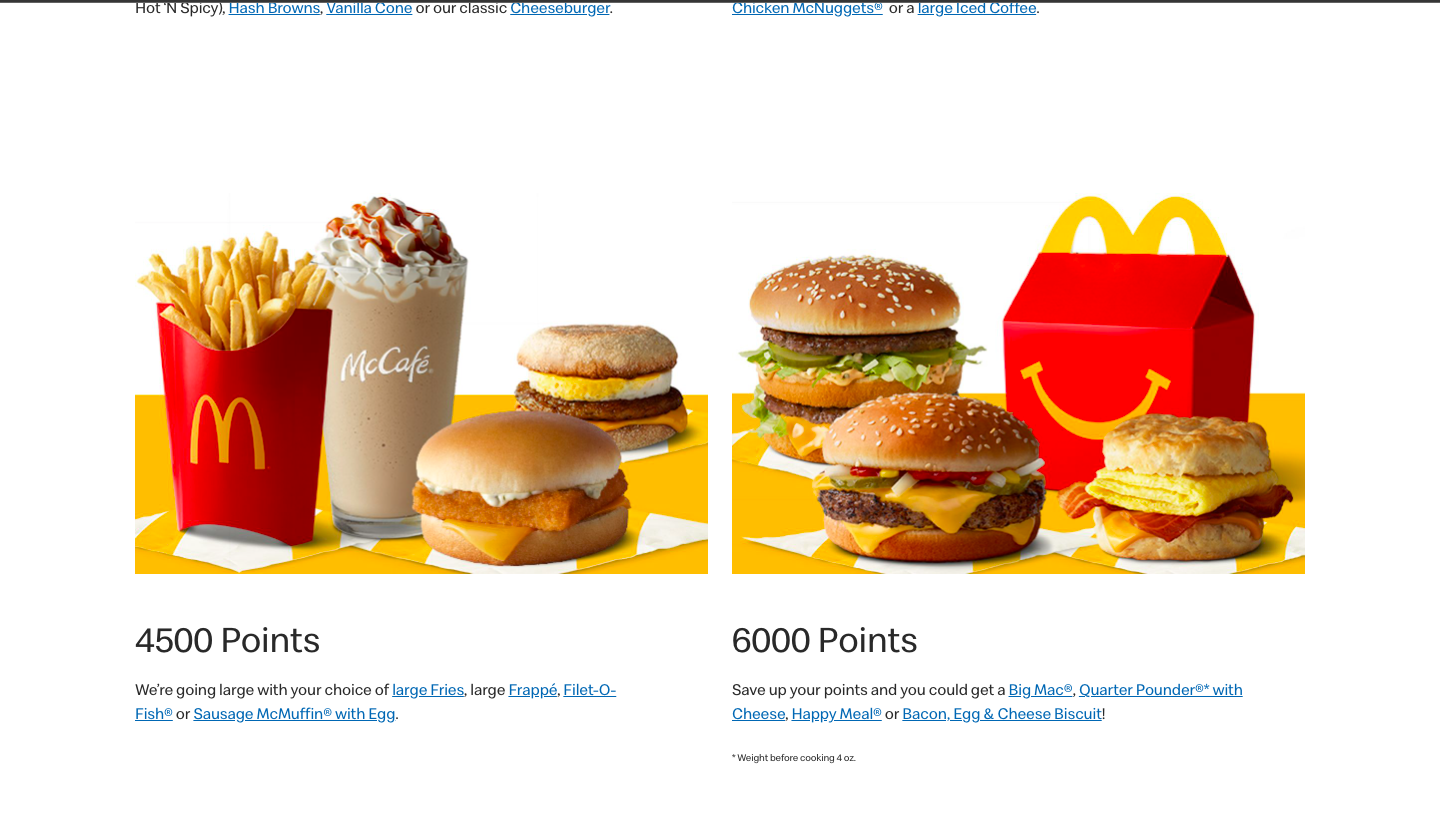 Hot ‘N Spicy), Hash Browns, Vanilla Cone or our classic Cheeseburger.
Chicken McNuggets® or a large Iced Coffee.
McCafé®
4500 Points
We’re going large with your choice of large Fries, large Frappé, Filet-O-
Fish® or Sausage McMuffin® with Egg.
6000 Points
Save up your points and you could get a Big Mac®, Quarter Pounder®* with
Cheese, Happy Meal® or Bacon, Egg & Cheese Biscuit!
* Weight before cooking 4 oz.